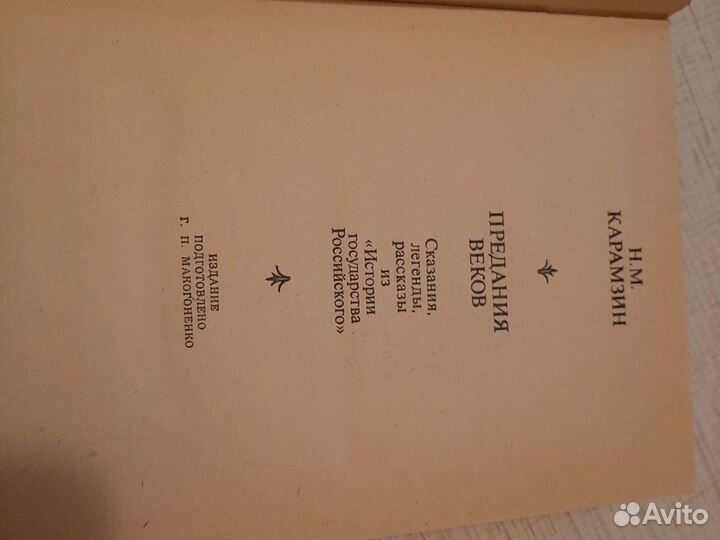 Н.М.
КАРАМЗИН
ПРЕДАНИЯ
ВЕКОВ
Сказания,
легенды,
рассказы
из
«Истории
государства
Российского»
ИЗДАНИЕ
ПОДГОТОВЛЕНО
Г. П. МАКОГОНЕНКО
Avito